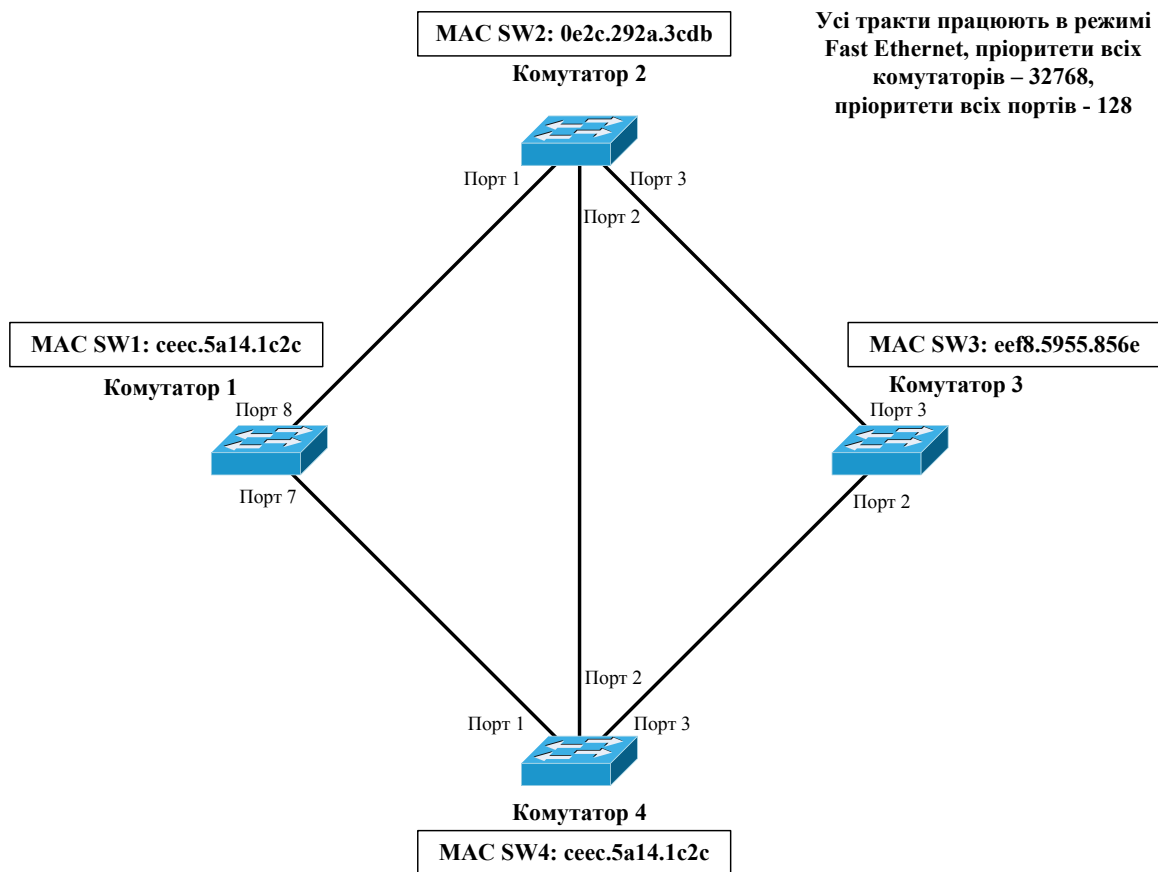 MAC SW2: 0e2c.292a.3cdb
Комутатор 2
Усі тракти працюють в режимі
Fast Ethernet, пріоритети всіх
комутаторів – 32768,
пріоритети всіх портів - 128
Порт 1
Порт 3
Порт 2
MAC SW1: ceec.5a14.1c2c
Комутатор 1
MAC SW3: eef8.5955.856e
Комутатор 3
Порт 8
Порт 3
Порт 7
Порт 2
Порт 2
Порт 1
Порт 3
Комутатор 4
MAC SW4: ceec.5a14.1c2c